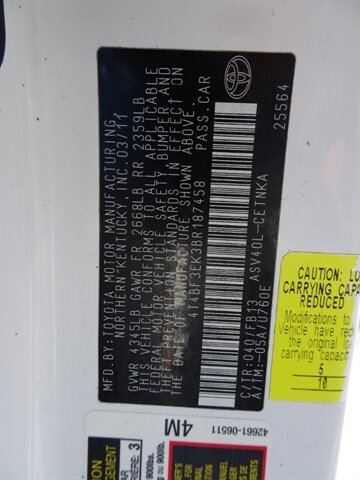 MFD. BY: TOYOTA MOTOR MANUFACTURING,
NORTHERN KENTUCKY, INC. 03/11
GVWR 4345LB GAWR FR 2668LB RR 2359LB
THIS VEHICLE CONFORMS TO ALL APPLICABLE
FEDERAL MOTOR VEHICLE SAFETY, BUMPER, AND
THEFT PREVENTION STANDARDS IN EFFECT ON
THE DATE OF MANUFACTURE SHOWN ABOVE.
4T4BF3EK3BR187458 PASS.CAR
C/TR: 040/FB13 ASV40L-CETNKA
A/TM: -05A/U760E 25564
CAUTION: LO
CARRYING CAPA
REDUCED
Modifications to
Vehicle have red
the original loa
carrying capacit
5
10
4M
42661-06511